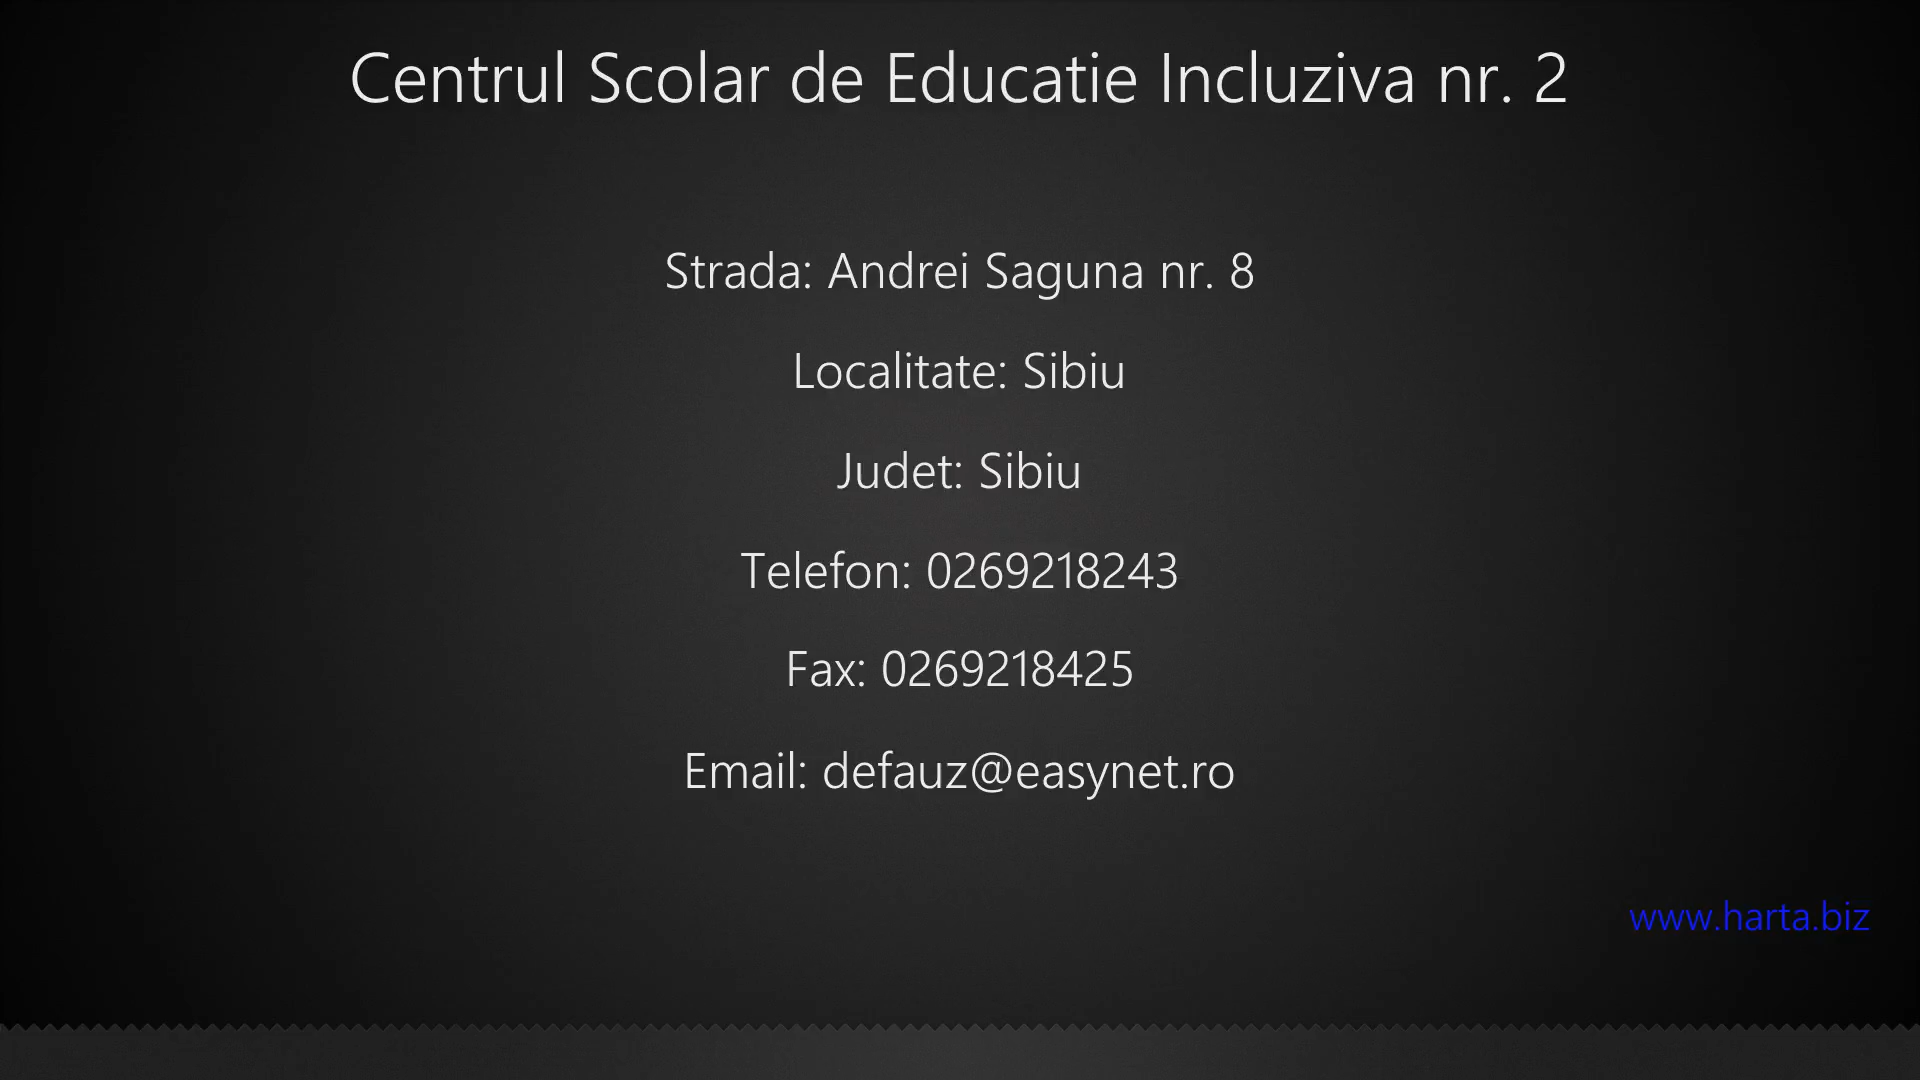 Centrul Scolar de Educatie Incluziva nr. 2
Strada: Andrei Saguna nr. 8
Localitate: Sibiu
Judet: Sibiu
Telefon: 0269218243
Fax: 0269218425
Email: defauz@easynet.ro
www.harta.biz